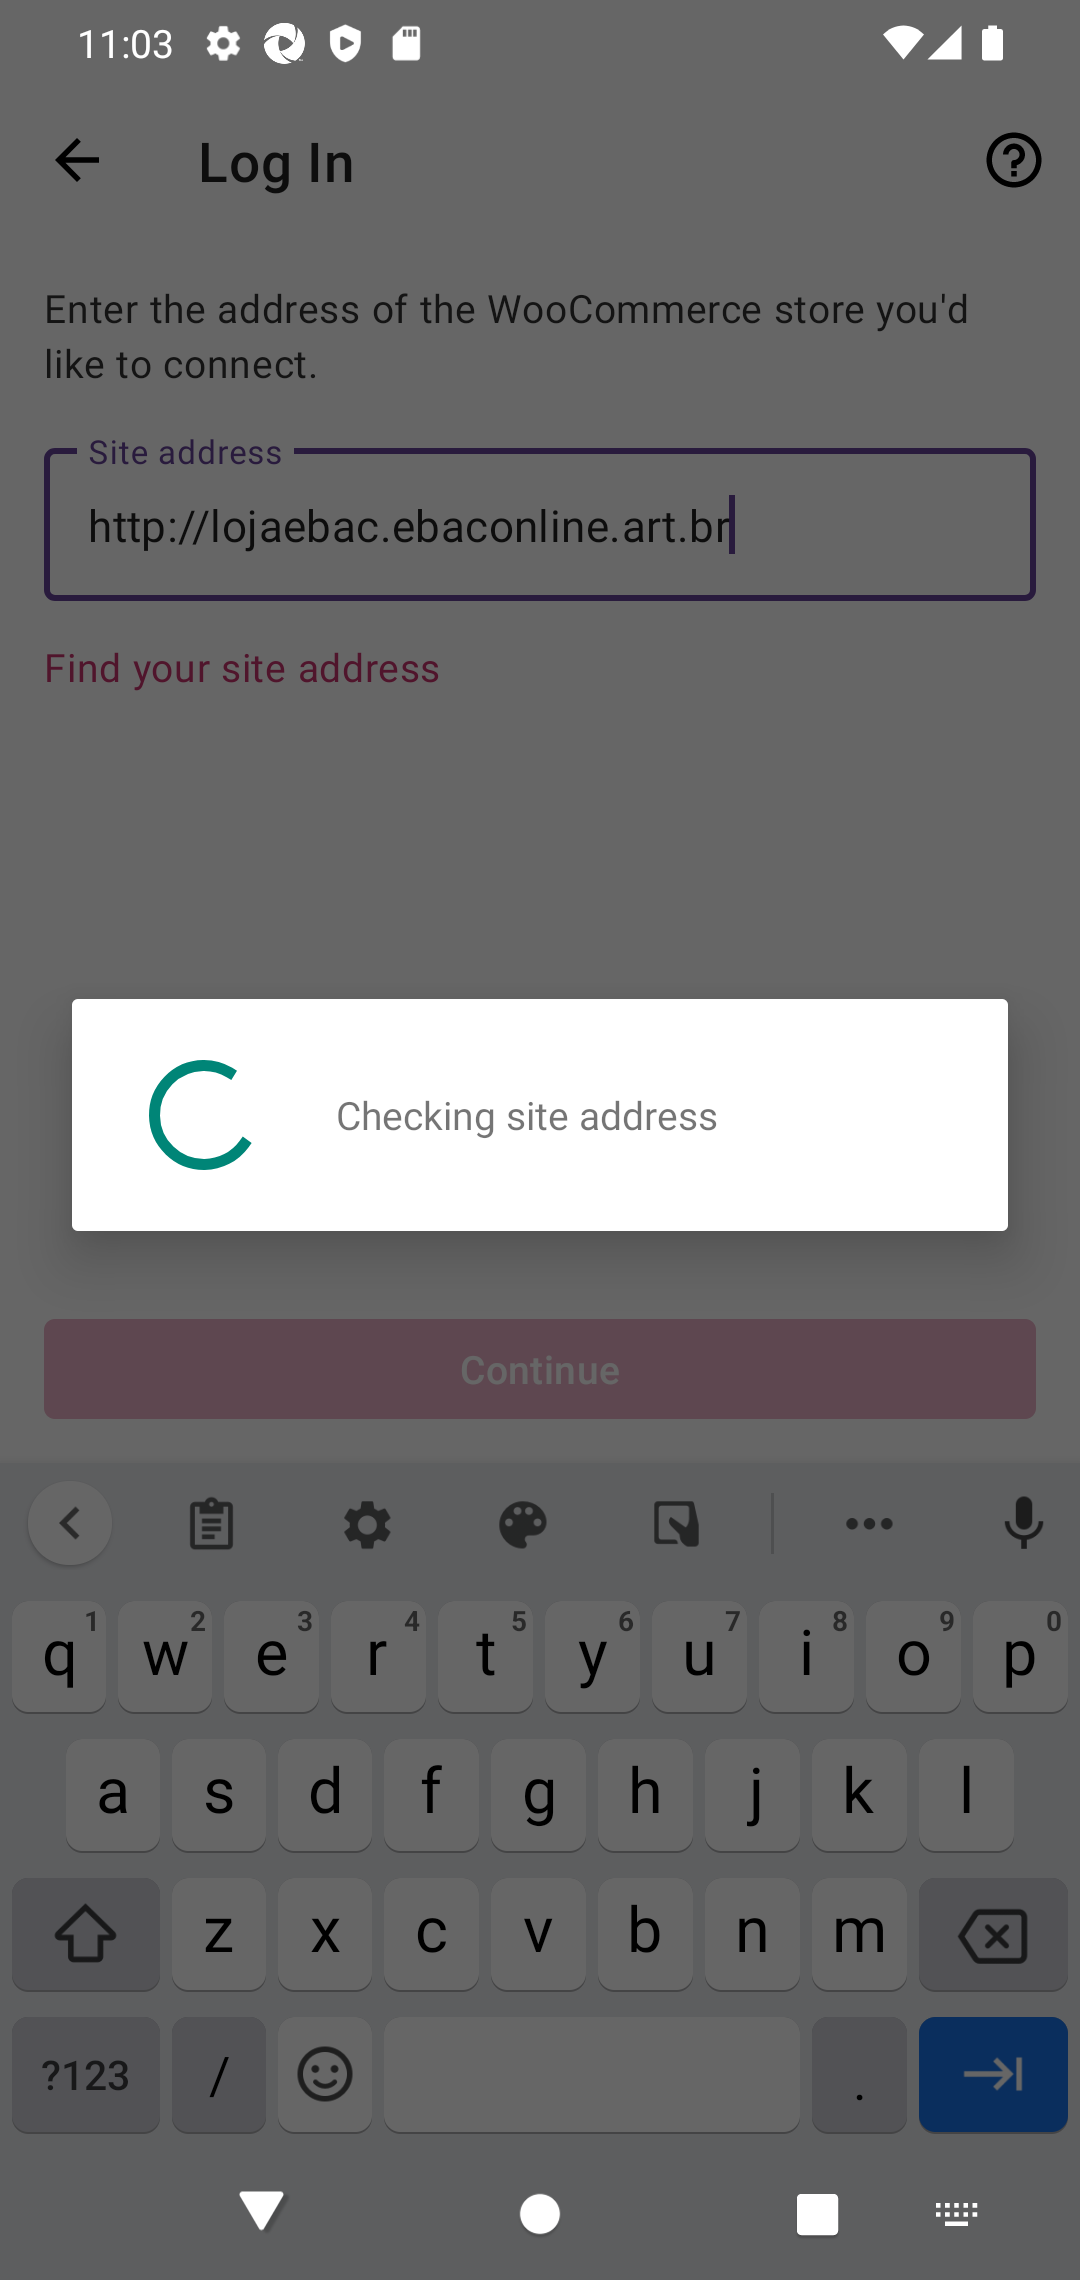 11:03
Log In
Enter the address of the WooCommerce store you'd
like to connect.
Site address
http://lojaebac.ebaconline.art.br
Find your site address
Checking site address
Continue
q 1 w 2 e 3 r 4 t 5 y 6 u 7 i 8 o 9 p 0
a s d f g h j k l
z x c v b n m
?123 / .